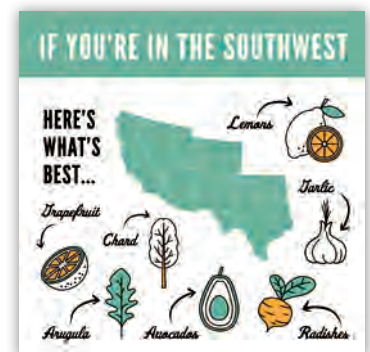 IF YOU'RE IN THE SOUTHWEST
HERE'S
WHAT'S
BEST...
Lemons
Garlic
Grapefruit
Chard
Arugula
Avocados
Radishes